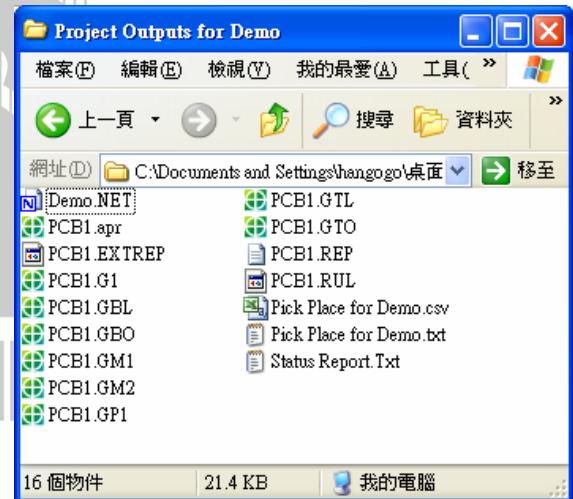 Project Outputs for Demo
檔案(F) 編輯(E) 檢視(V) 我的最愛(A) 工具( »
上一頁 搜尋 資料夾 »
網址(D) C:\Documents and Settings\hangogo\桌面 移至
Demo.NET
PCB1.apr
PCB1.EXTREP
PCB1.G1
PCB1.GBL
PCB1.GBO
PCB1.GM1
PCB1.GM2
PCB1.GP1
PCB1.GTL
PCB1.GTO
PCB1.REP
PCB1.RUL
Pick Place for Demo.csv
Pick Place for Demo.txt
Status Report.Txt
16 個物件 21.4 KB 我的電腦